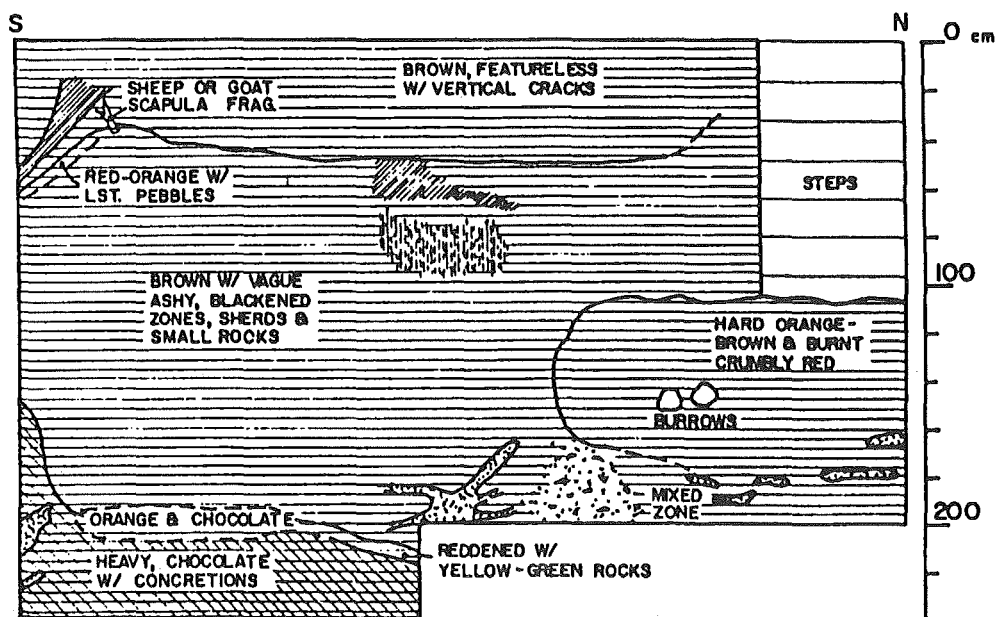 S
N
0 cm
BROWN, FEATURELESS
W/ VERTICAL CRACKS
SHEEP OR GOAT
SCAPULA FRAG.
RED-ORANGE W/
LST. PEBBLES
STEPS
100
BROWN W/ VAGUE
ASHY, BLACKENED
ZONES, SHERDS &
SMALL ROCKS
HARD ORANGE-
BROWN & BURNT
CRUMBLY RED
BURROWS
MIXED
ZONE
200
ORANGE & CHOCOLATE
HEAVY, CHOCOLATE
W/ CONCRETIONS
REDDENED W/
YELLOW-GREEN ROCKS